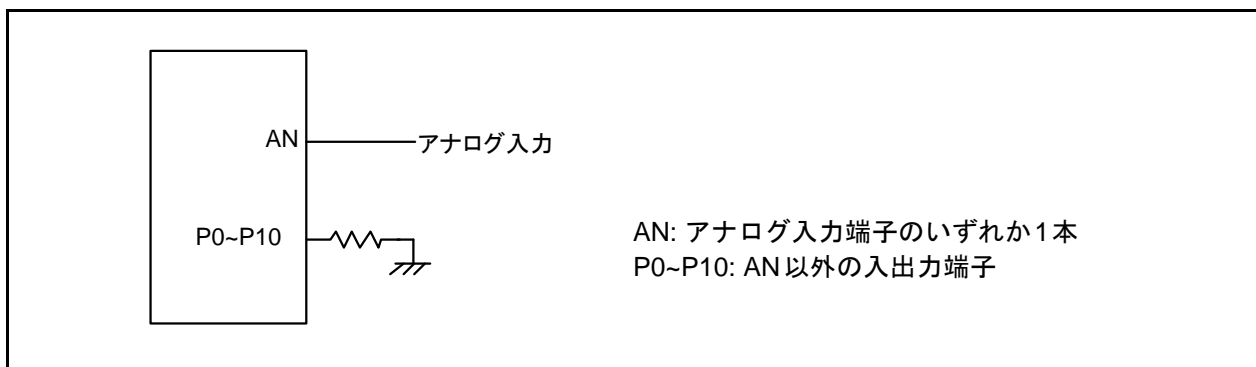 AN
アナログ入力
P0~P10
AN: アナログ入力端子のいずれか1本
P0~P10: AN以外の入出力端子